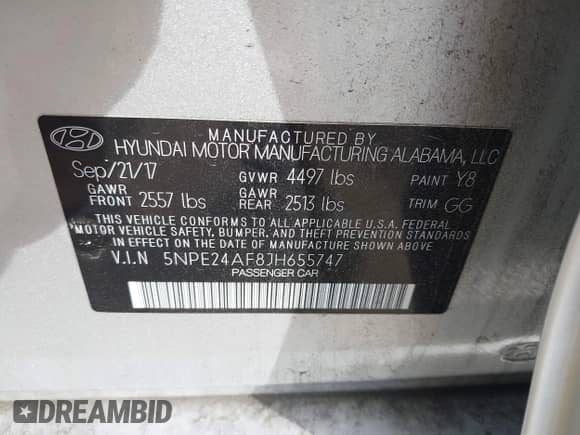 MANUFACTURED BY
HYUNDAI MOTOR MANUFACTURING ALABAMA, LLC
Sep/21/17 GVWR 4497 lbs PAINT Y8
GAWR FRONT 2557 lbs GAWR REAR 2513 lbs TRIM GG
THIS VEHICLE CONFORMS TO ALL APPLICABLE U.S.A. FEDERAL
MOTOR VEHICLE SAFETY, BUMPER, AND THEFT PREVENTION STANDARDS
IN EFFECT ON THE DATE OF MANUFACTURE SHOWN ABOVE.
V.I.N 5NPE24AF8JH655747
PASSENGER CAR
DREAMBID